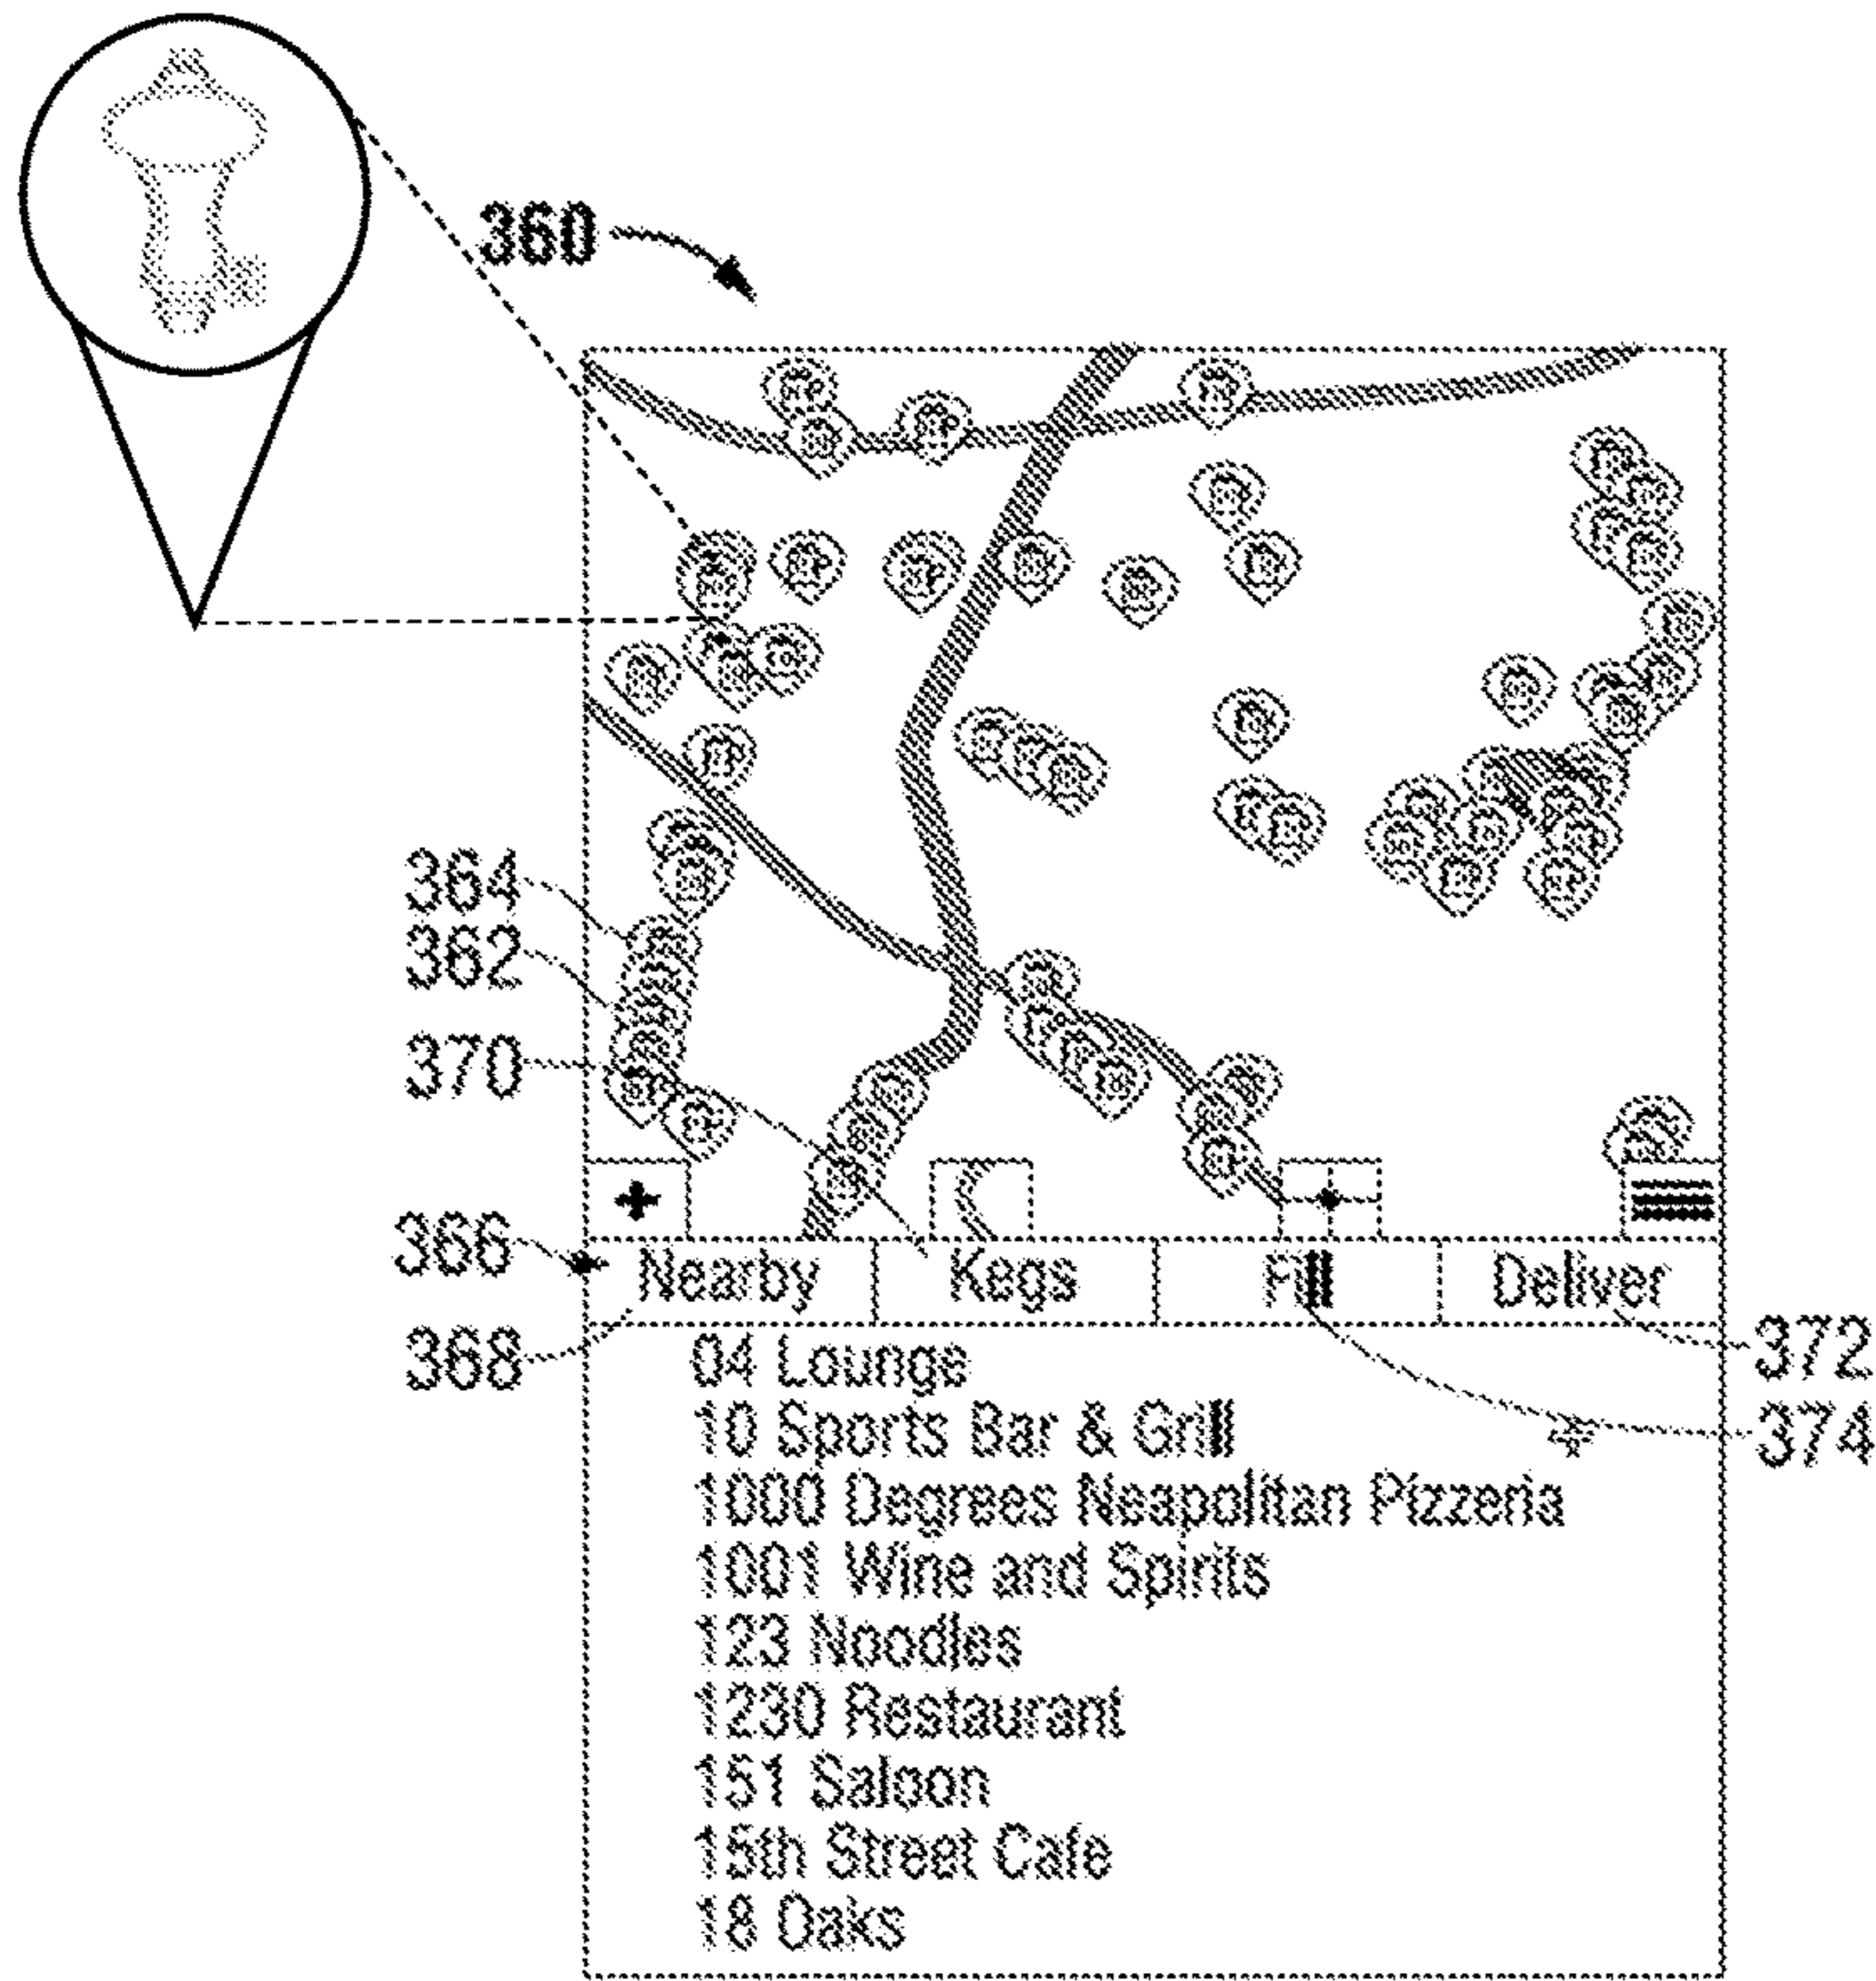 360
364
362
370
366
Nearby Kegs Fill Deliver
368
372
374
04 Lounge
10 Sports Bar & Grill
1000 Degrees Neapolitan Pizzeria
1001 Wine and Spirits
123 Noodles
1230 Restaurant
151 Saloon
15th Street Cafe
18 Oaks